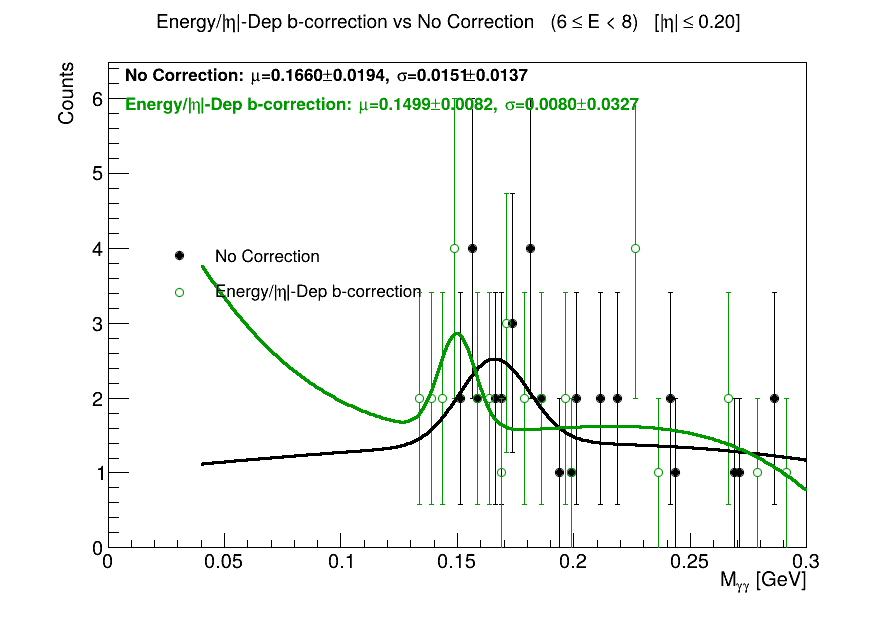 Energy/|η|-Dep b-correction vs No Correction (6 ≤ E < 8) [|η| ≤ 0.20]
Counts
No Correction: μ=0.1660±0.0194, σ=0.0151±0.0137
Energy/|η|-Dep b-correction: μ=0.1499±0.0082, σ=0.0080±0.0327
6
5
4
No Correction
Energy/|η|-Dep b-correction
3
2
1
0
0 0.05 0.1 0.15 0.2 0.25 0.3
Mγγ [GeV]